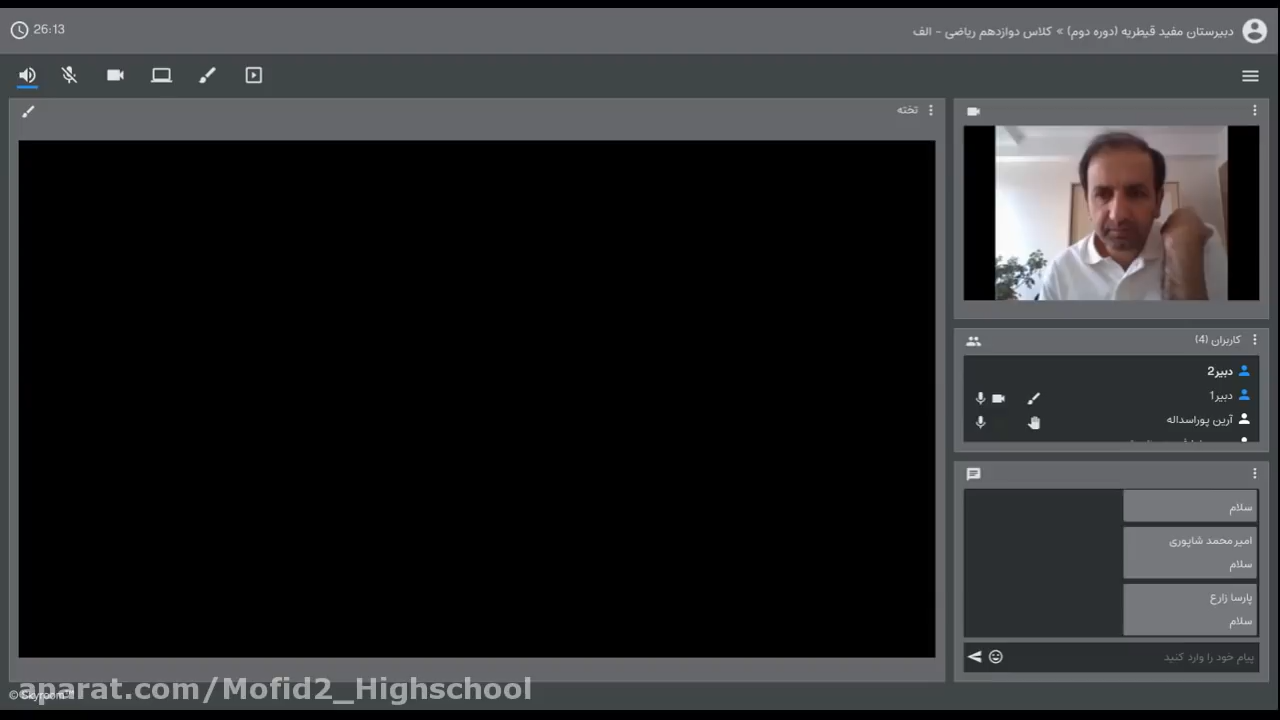 26:13
دبیرستان مفید قیطریه (دوره دوم) » کلاس دوازدهم ریاضی - الف
تخته
کاربران (4)
دبیر2
دبیر1
آرین پوراسداله
سلام
امیر محمد شاپوری
سلام
پارسا زارع
سلام
پیام خود را وارد کنید
aparat.com/Mofid2_Highschool
© Skyroom